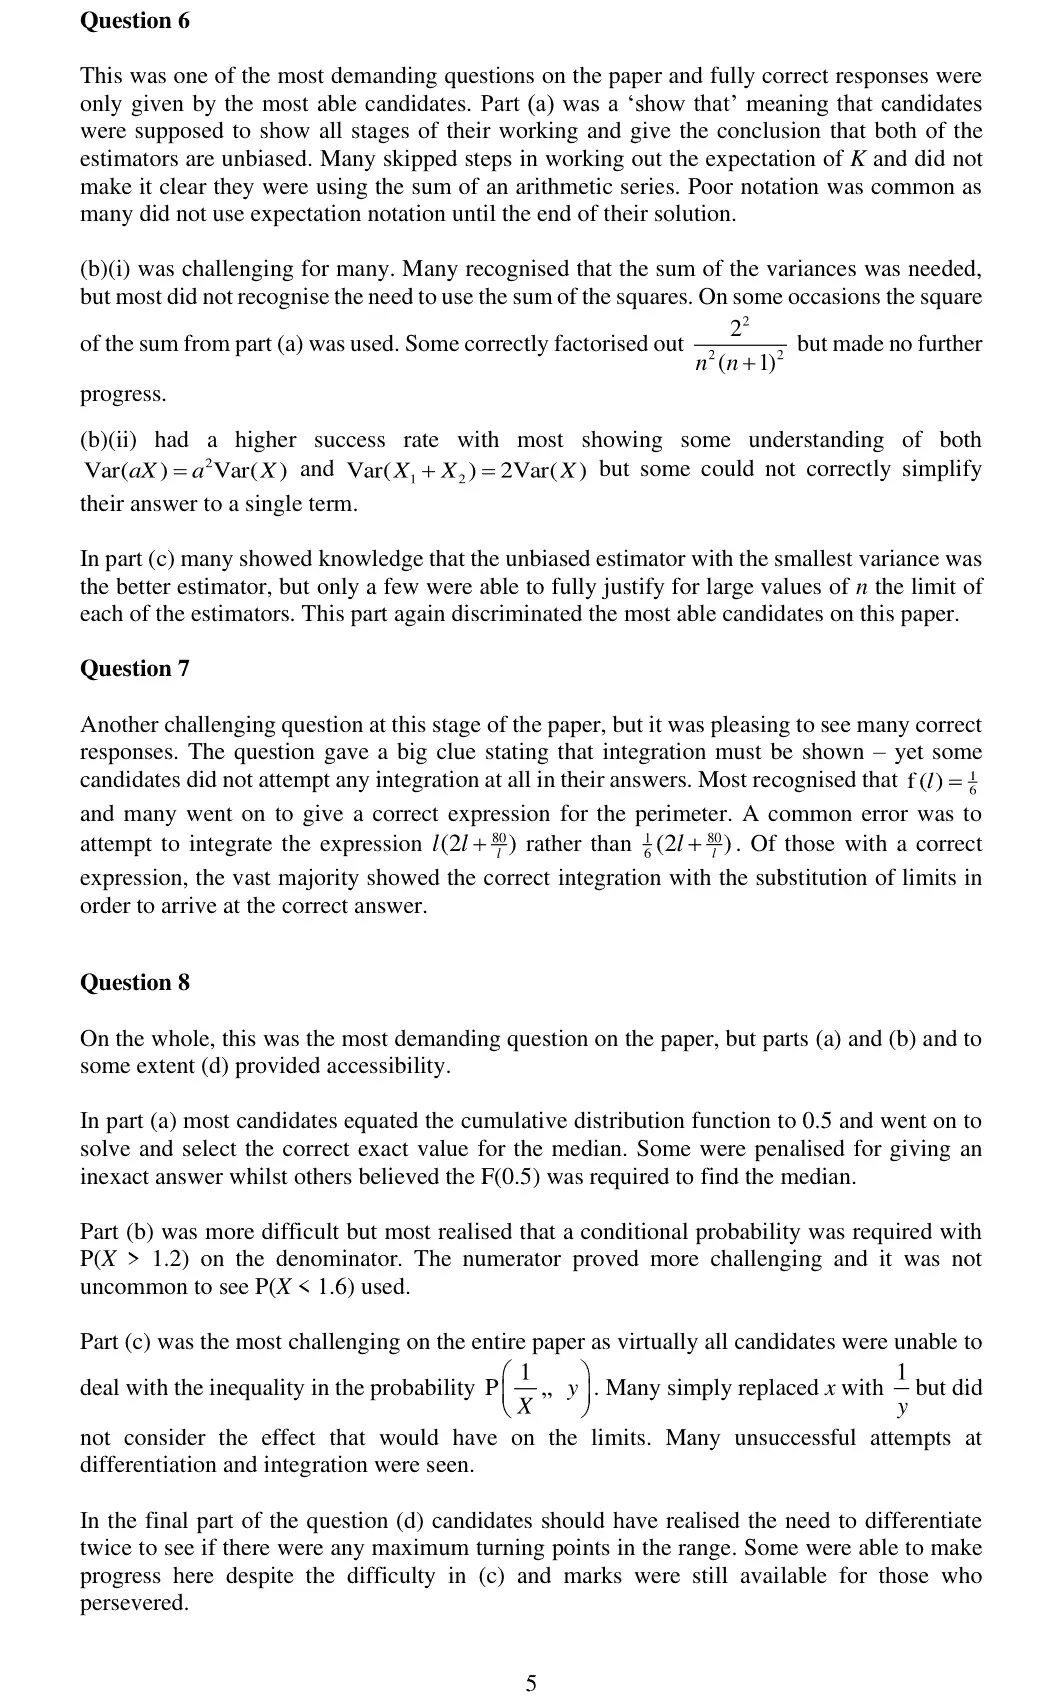 Question 6
This was one of the most demanding questions on the paper and fully correct responses were
only given by the most able candidates. Part (a) was a ‘show that’ meaning that candidates
were supposed to show all stages of their working and give the conclusion that both of the
estimators are unbiased. Many skipped steps in working out the expectation of K and did not
make it clear they were using the sum of an arithmetic series. Poor notation was common as
many did not use expectation notation until the end of their solution.
(b)(i) was challenging for many. Many recognised that the sum of the variances was needed,
but most did not recognise the need to use the sum of the squares. On some occasions the square
of the sum from part (a) was used. Some correctly factorised out 2²/(n²(n+1)²) but made no further
progress.
(b)(ii) had a higher success rate with most showing some understanding of both
Var(aX) = a²Var(X) and Var(X₁ + X₂) = 2Var(X) but some could not correctly simplify
their answer to a single term.
In part (c) many showed knowledge that the unbiased estimator with the smallest variance was
the better estimator, but only a few were able to fully justify for large values of n the limit of
each of the estimators. This part again discriminated the most able candidates on this paper.
Question 7
Another challenging question at this stage of the paper, but it was pleasing to see many correct
responses. The question gave a big clue stating that integration must be shown – yet some
candidates did not attempt any integration at all in their answers. Most recognised that f(l) = 1/6
and many went on to give a correct expression for the perimeter. A common error was to
attempt to integrate the expression l(2l + 80/l) rather than 1/6(2l + 80/l). Of those with a correct
expression, the vast majority showed the correct integration with the substitution of limits in
order to arrive at the correct answer.
Question 8
On the whole, this was the most demanding question on the paper, but parts (a) and (b) and to
some extent (d) provided accessibility.
In part (a) most candidates equated the cumulative distribution function to 0.5 and went on to
solve and select the correct exact value for the median. Some were penalised for giving an
inexact answer whilst others believed the F(0.5) was required to find the median.
Part (b) was more difficult but most realised that a conditional probability was required with
P(X > 1.2) on the denominator. The numerator proved more challenging and it was not
uncommon to see P(X < 1.6) used.
Part (c) was the most challenging on the entire paper as virtually all candidates were unable to
deal with the inequality in the probability P(1/X ,, y). Many simply replaced x with 1/y but did
not consider the effect that would have on the limits. Many unsuccessful attempts at
differentiation and integration were seen.
In the final part of the question (d) candidates should have realised the need to differentiate
twice to see if there were any maximum turning points in the range. Some were able to make
progress here despite the difficulty in (c) and marks were still available for those who
persevered.
5